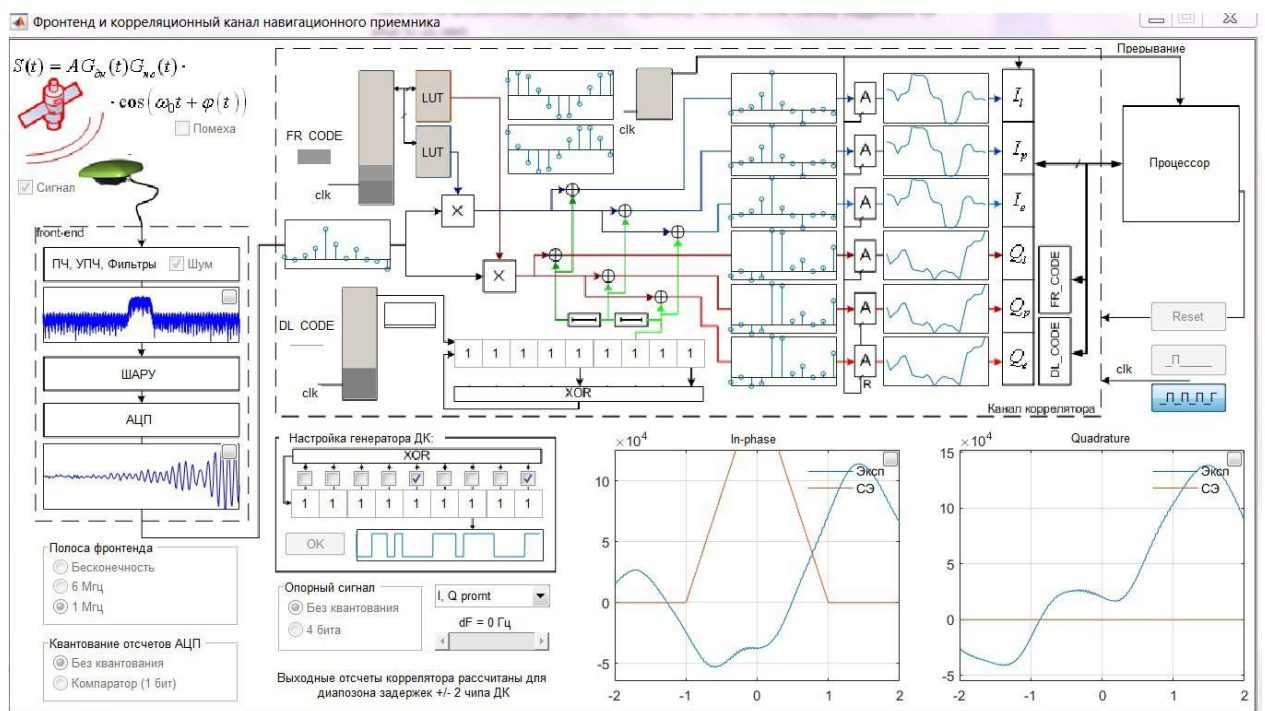 Фронтенд и корреляционный канал навигационного приемника
S(t) = AG_дк(t)G_нс(t) ·
· cos(ω₀t + φ(t))
Помеха
Сигнал
front-end
ПЧ, УПЧ, Фильтры
Шум
ШАРУ
АЦП
Полоса фронтенда
Бесконечность
6 Мгц
1 Мгц
Квантование отсчетов АЦП
Без квантования
Компаратор (1 бит)
FR_CODE
clk
LUT
LUT
clk
×
×
DL_CODE
clk
1 1 1 1 1 1 1 1 1
XOR
A
A
A
A
A
A
R
I_l
I_p
I_e
Q_l
Q_p
Q_e
FR_CODE
DL_CODE
Прерывание
Процессор
Reset
clk
_П____
_П_П_П_Г
Канал коррелятора
Настройка генератора ДК:
XOR
1 1 1 1 1 1 1 1 1
OK
Опорный сигнал
Без квантования
4 бита
I, Q promt
dF = 0 Гц
Выходные отсчеты коррелятора рассчитаны для
диапозона задержек +/- 2 чипа ДК
×10⁴
In-phase
Эксп
СЭ
10
5
0
-5
-2 -1 0 1 2
×10⁴
Quadrature
Эксп
СЭ
15
10
5
0
-5
-2 -1 0 1 2